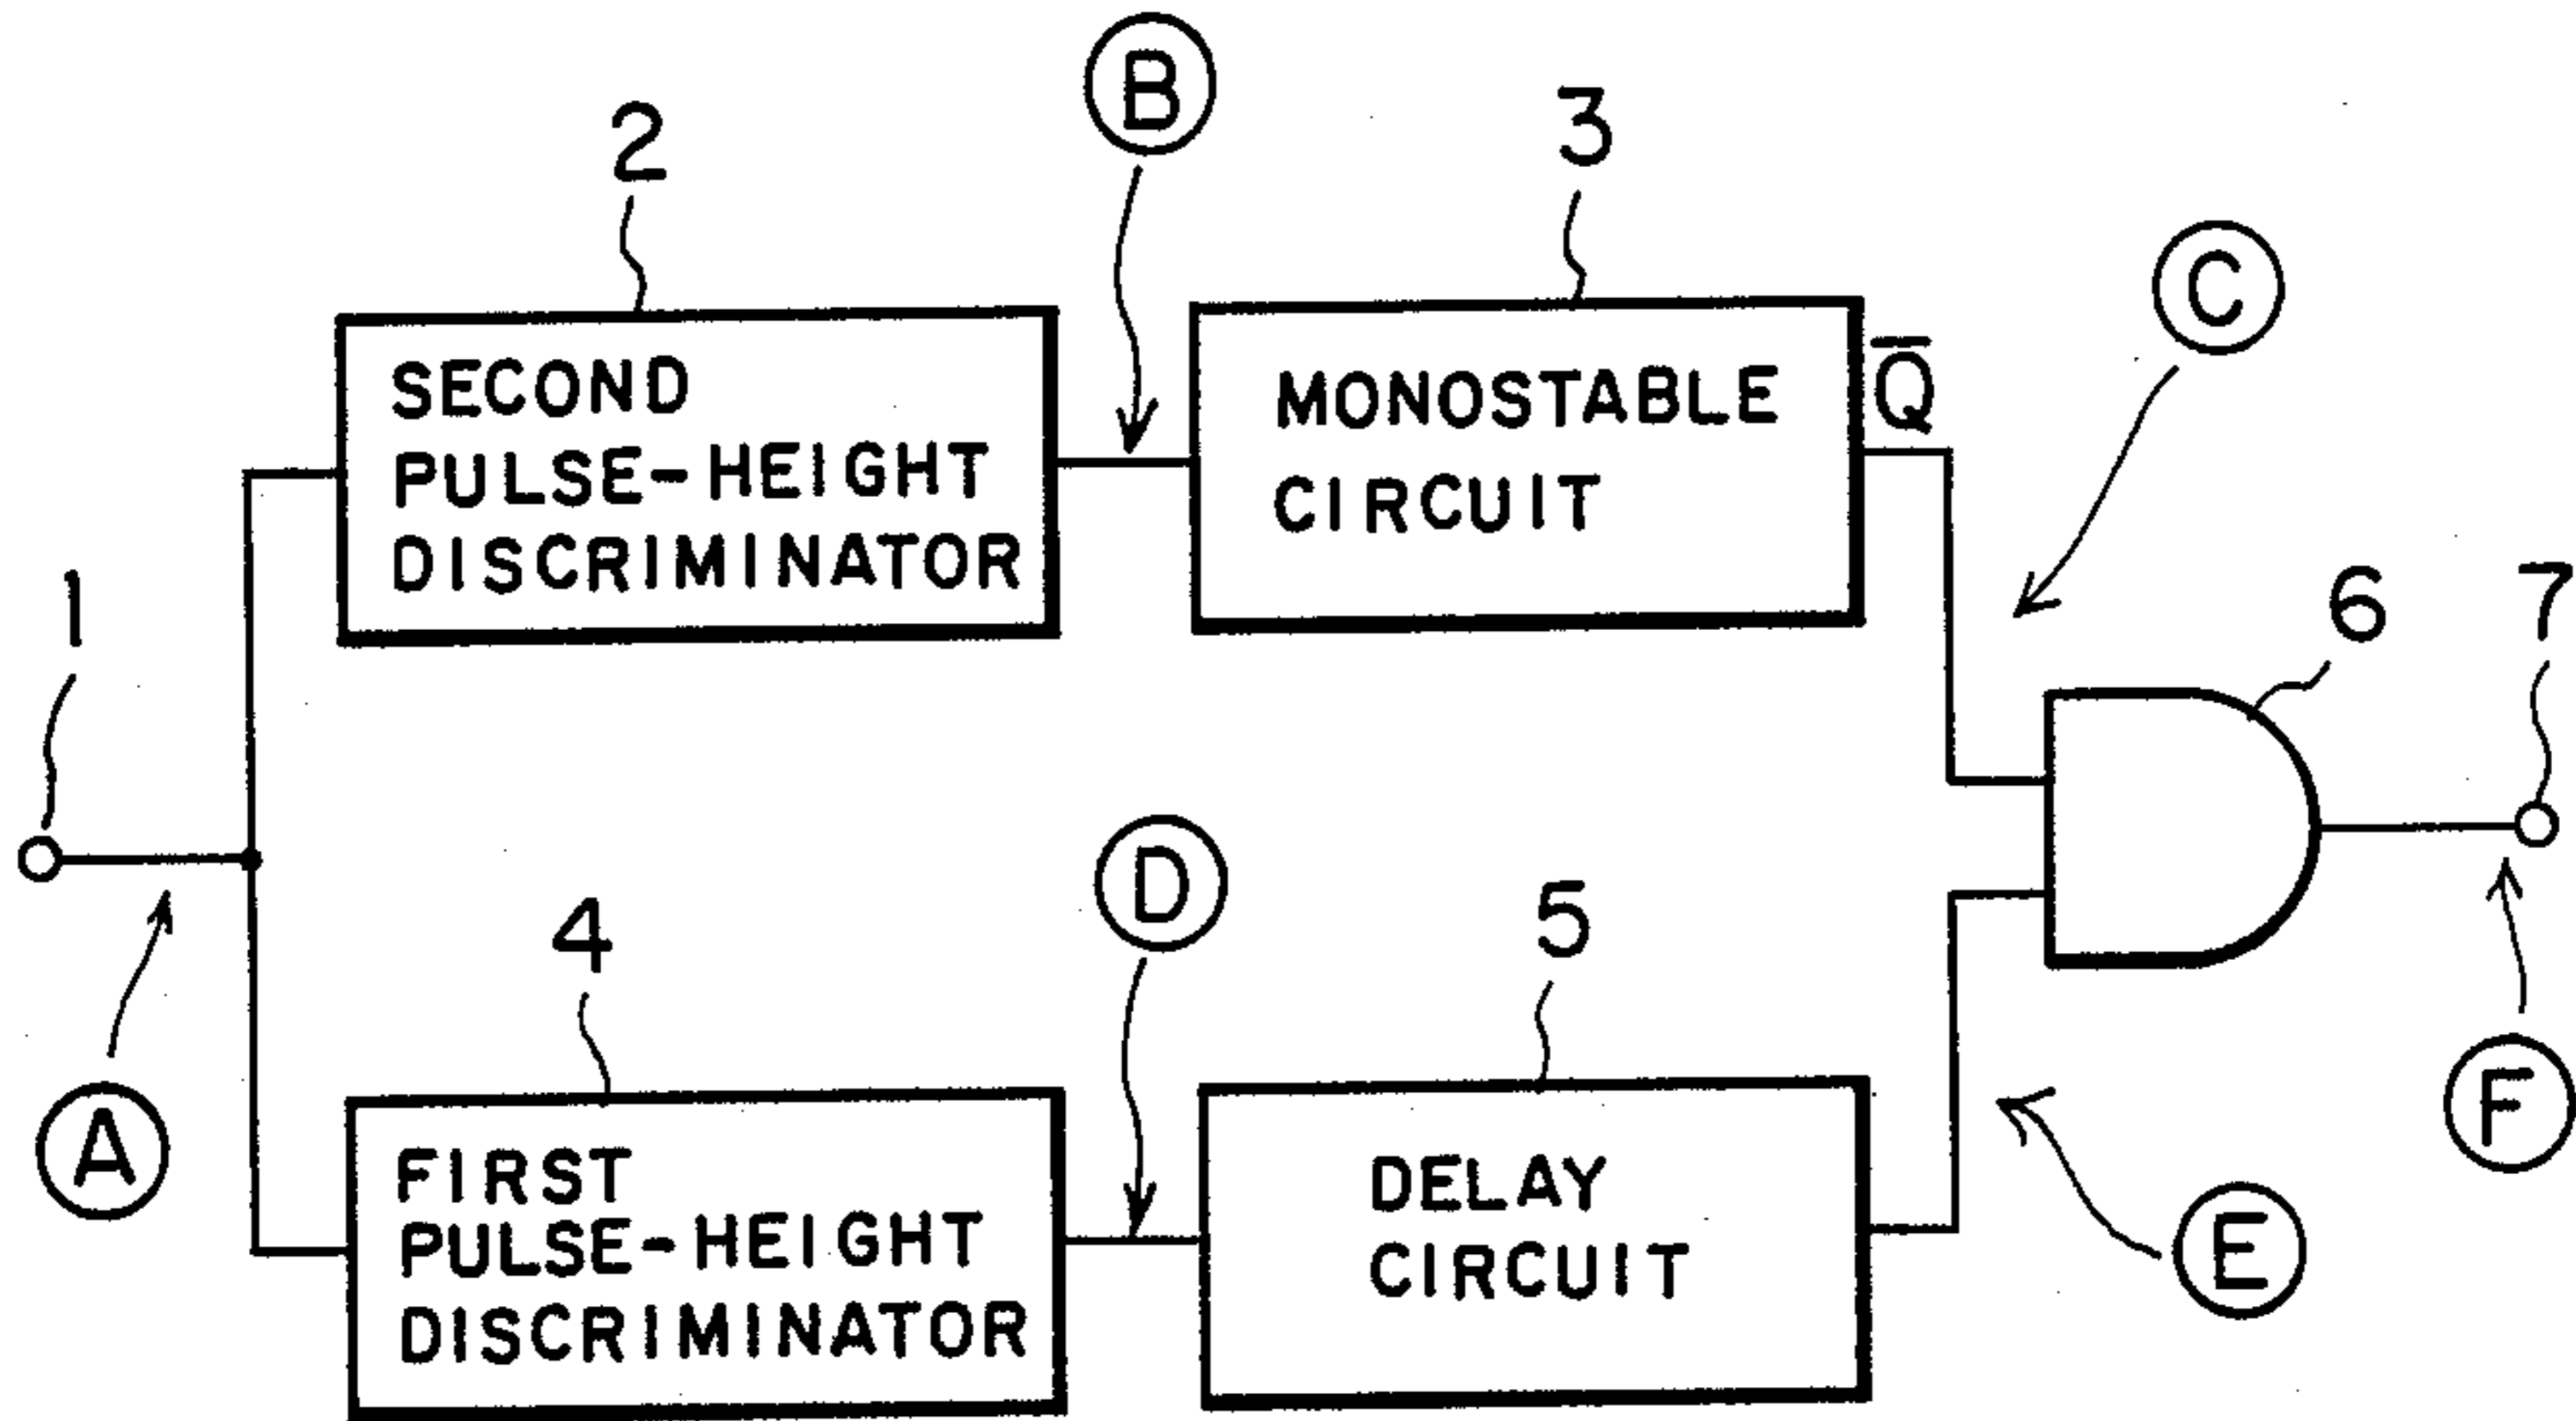 B
2
3
C
SECOND
PULSE-HEIGHT
DISCRIMINATOR
MONOSTABLE
CIRCUIT
Q̅
1
6
7
4
D
5
A
FIRST
PULSE-HEIGHT
DISCRIMINATOR
DELAY
CIRCUIT
E
F